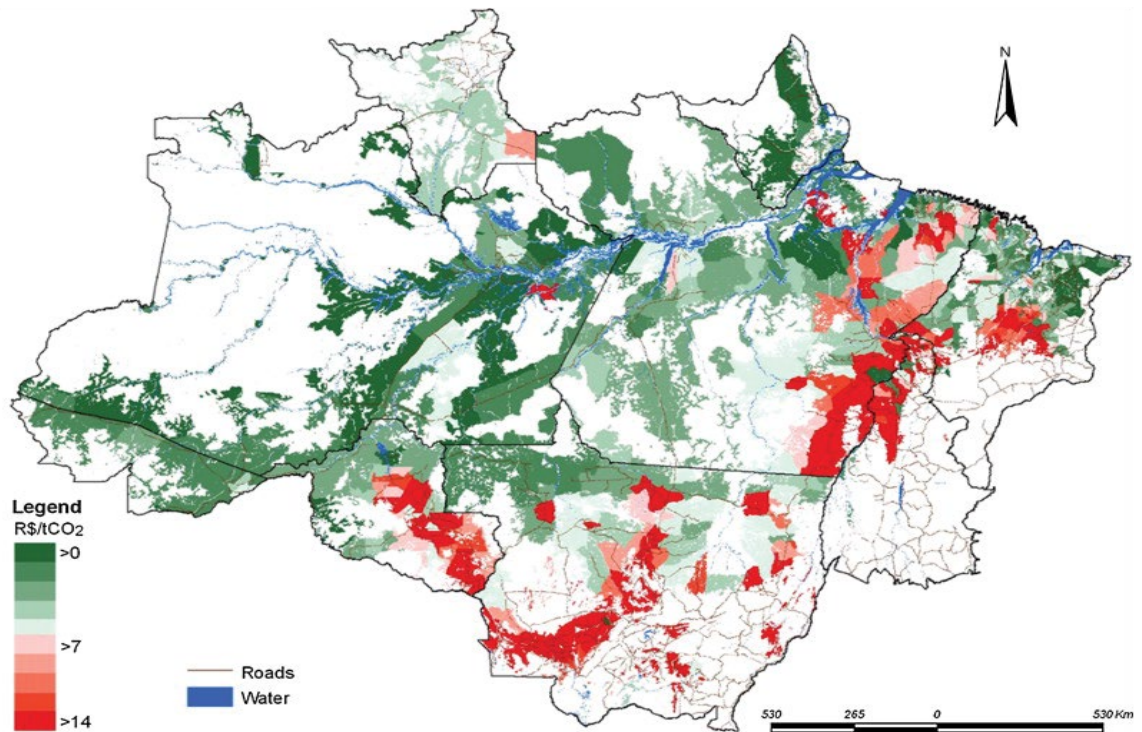 N
Legend
R$/tCO₂
>0
>7
>14
Roads
Water
530 265 0 530 Km